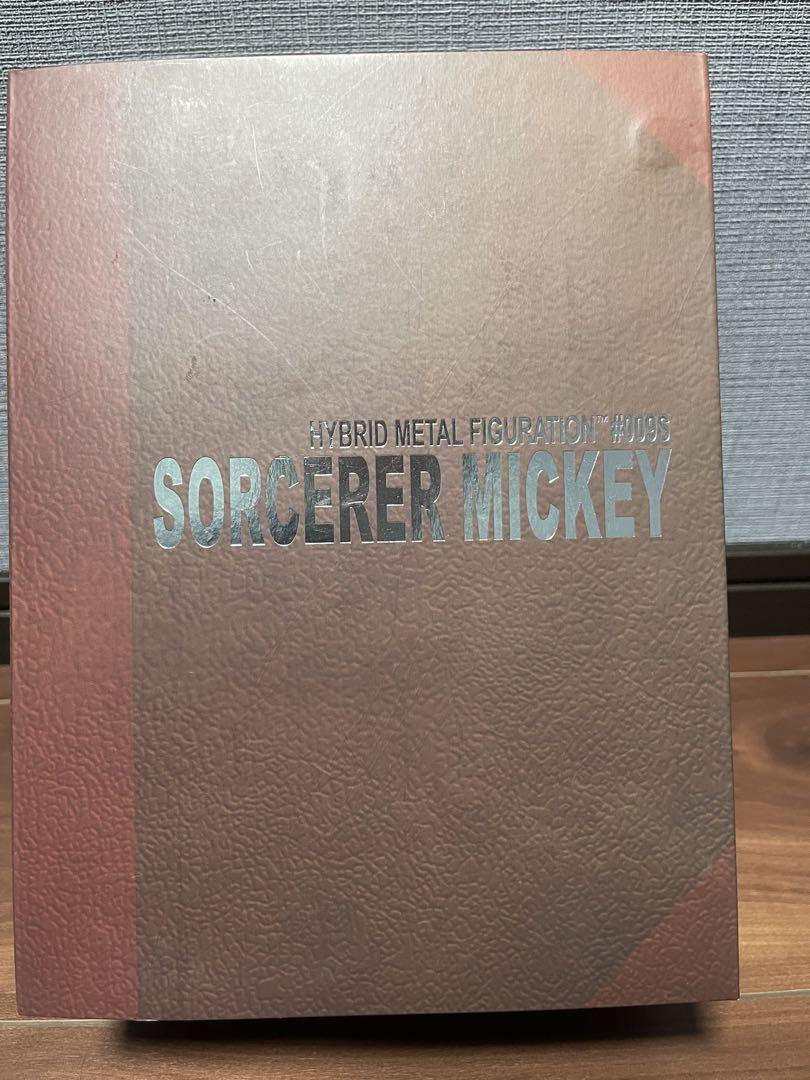 HYBRID METAL FIGURATION™ #009S
SORCERER MICKEY